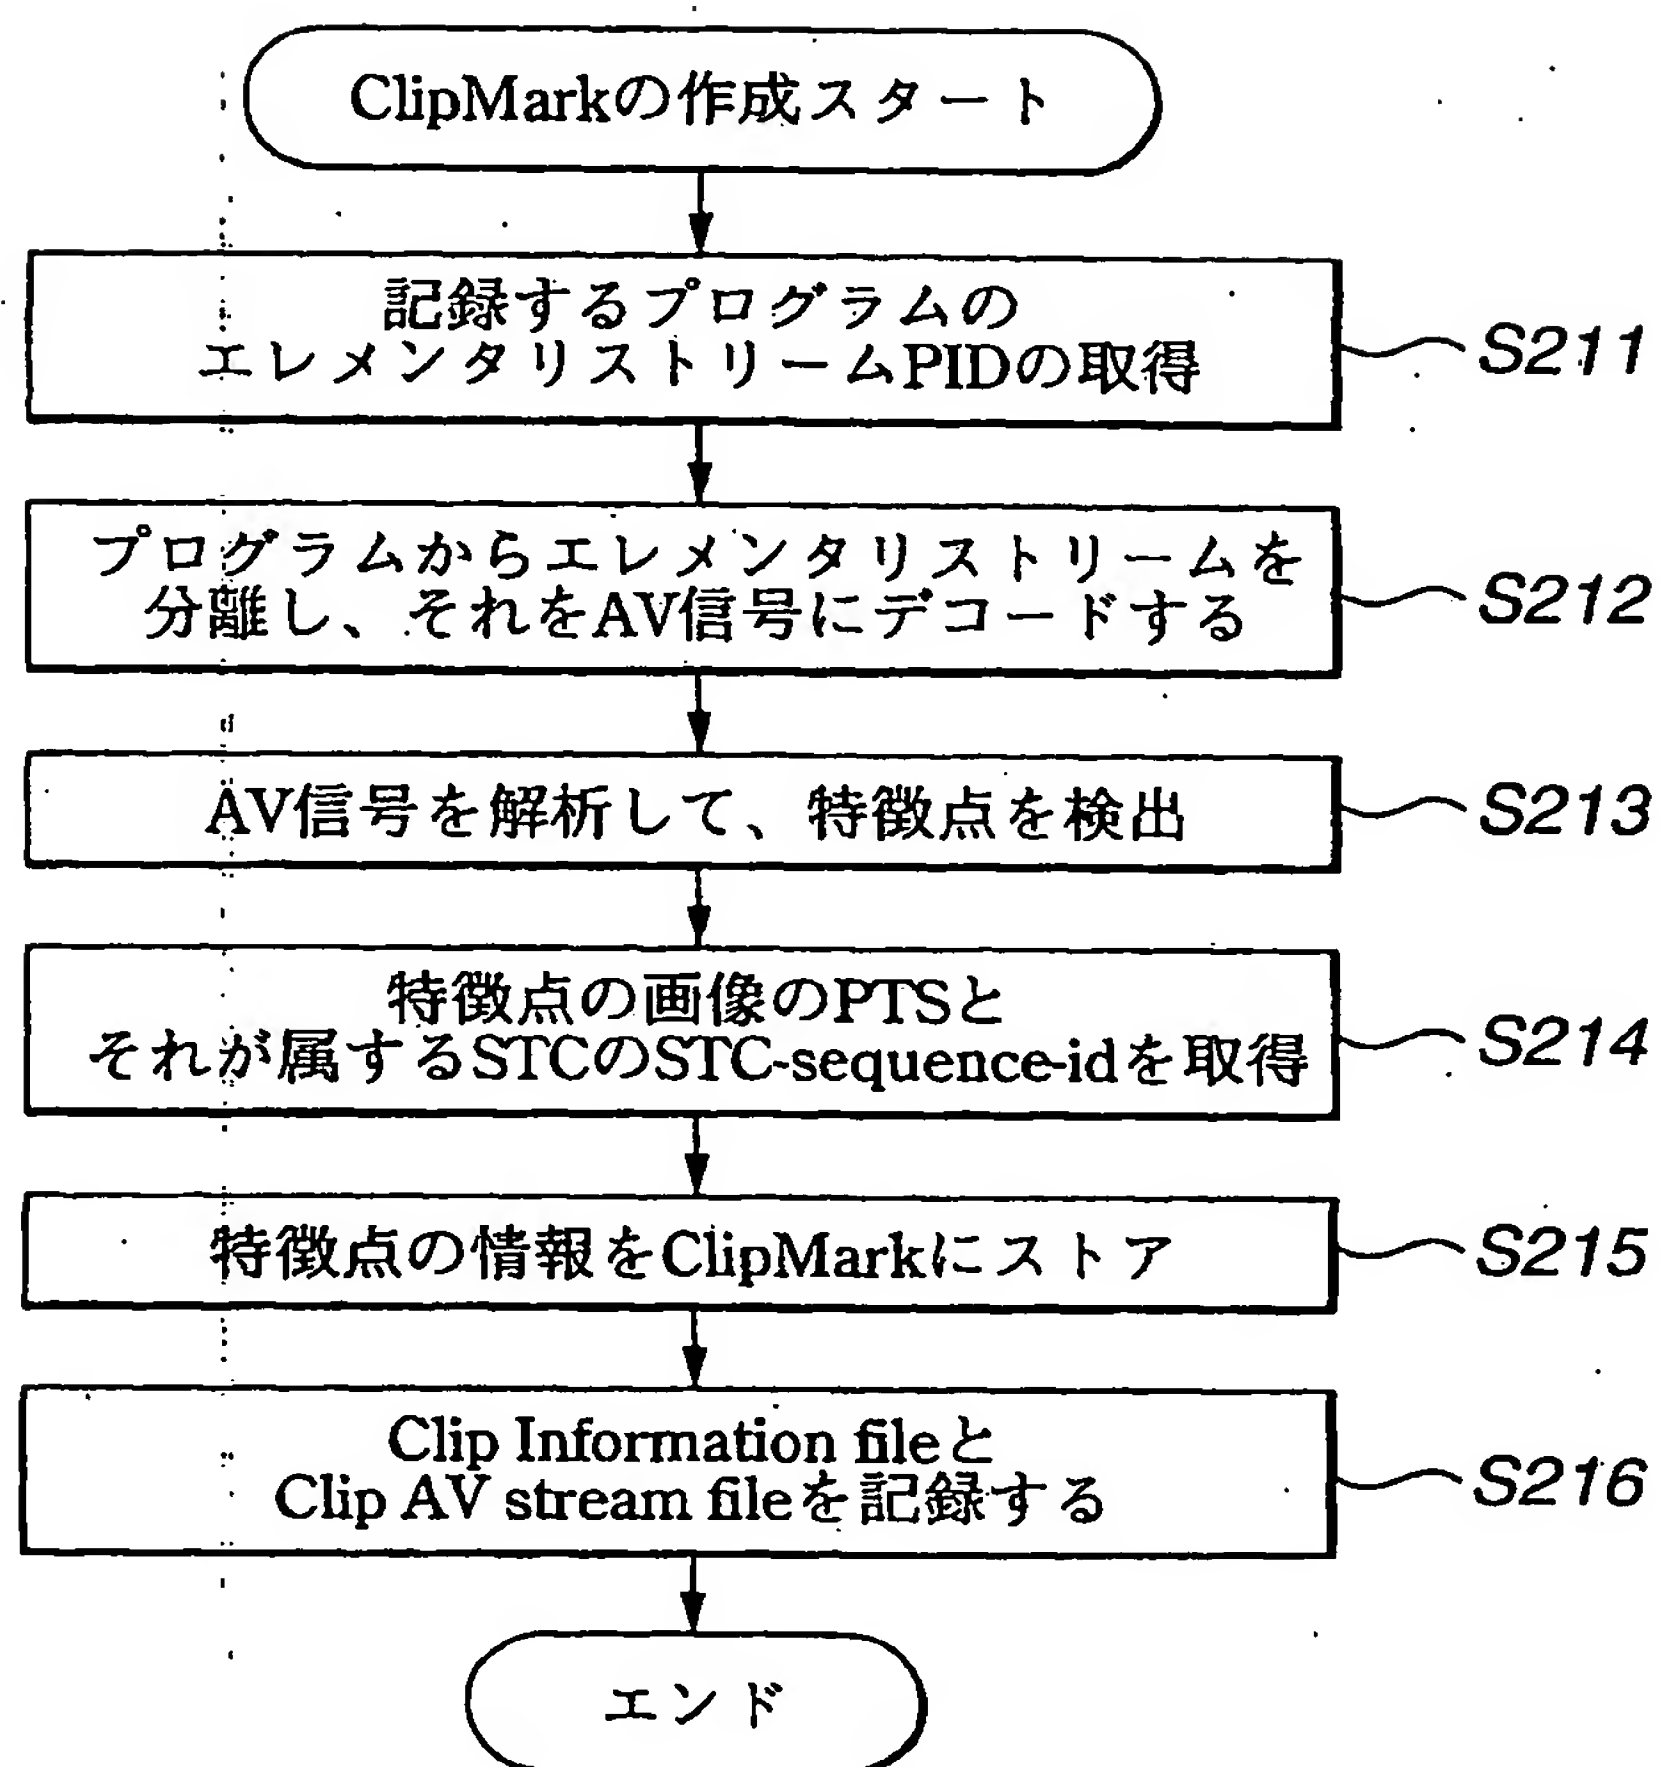 ClipMarkの作成スタート
記録するプログラムの
エレメンタリストリームPIDの取得
S211
プログラムからエレメンタリストリームを
分離し、それをAV信号にデコードする
S212
AV信号を解析して、特徴点を検出
S213
特徴点の画像のPTSと
それが属するSTCのSTC-sequence-idを取得
S214
特徴点の情報をClipMarkにストア
S215
Clip Information fileと
Clip AV stream fileを記録する
S216
エンド